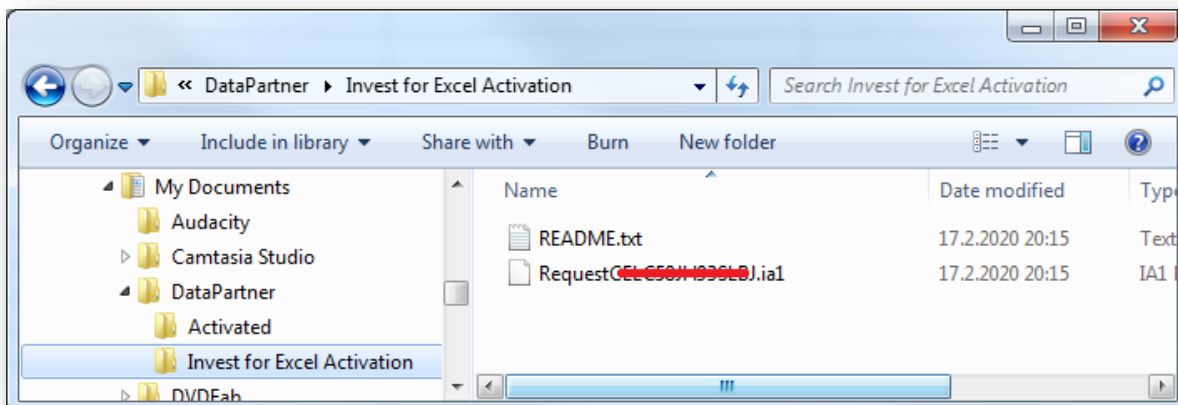 « DataPartner Invest for Excel Activation
Search Invest for Excel Activation
Organize Include in library Share with Burn New folder
My Documents
Audacity
Camtasia Studio
DataPartner
Activated
Invest for Excel Activation
DVDFab
Name Date modified Typ
README.txt 17.2.2020 20:15 Text
Request .ia1 17.2.2020 20:15 IA1